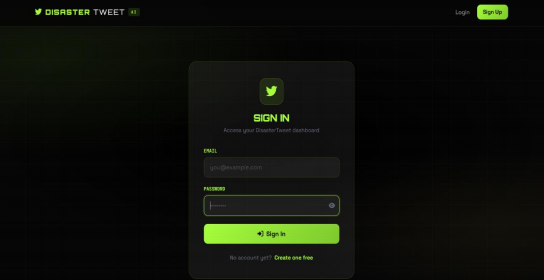 DISASTER TWEET AI
Login
Sign Up
SIGN IN
Access your DisasterTweet dashboard
EMAIL
you@example.com
PASSWORD
Sign In
No account yet? Create one free